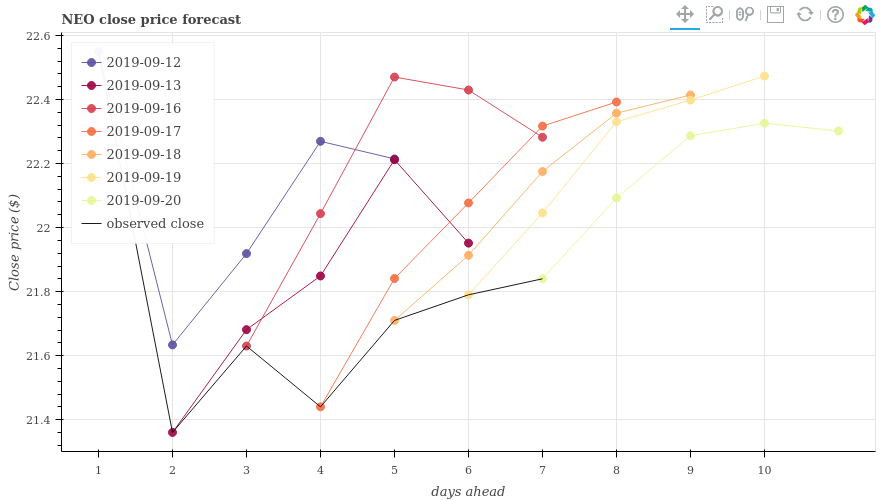 NEO close price forecast
22.6
22.4
22.2
22
21.8
21.6
21.4
Close price ($)
2019-09-12
2019-09-13
2019-09-16
2019-09-17
2019-09-18
2019-09-19
2019-09-20
observed close
1 2 3 4 5 6 7 8 9 10
days ahead